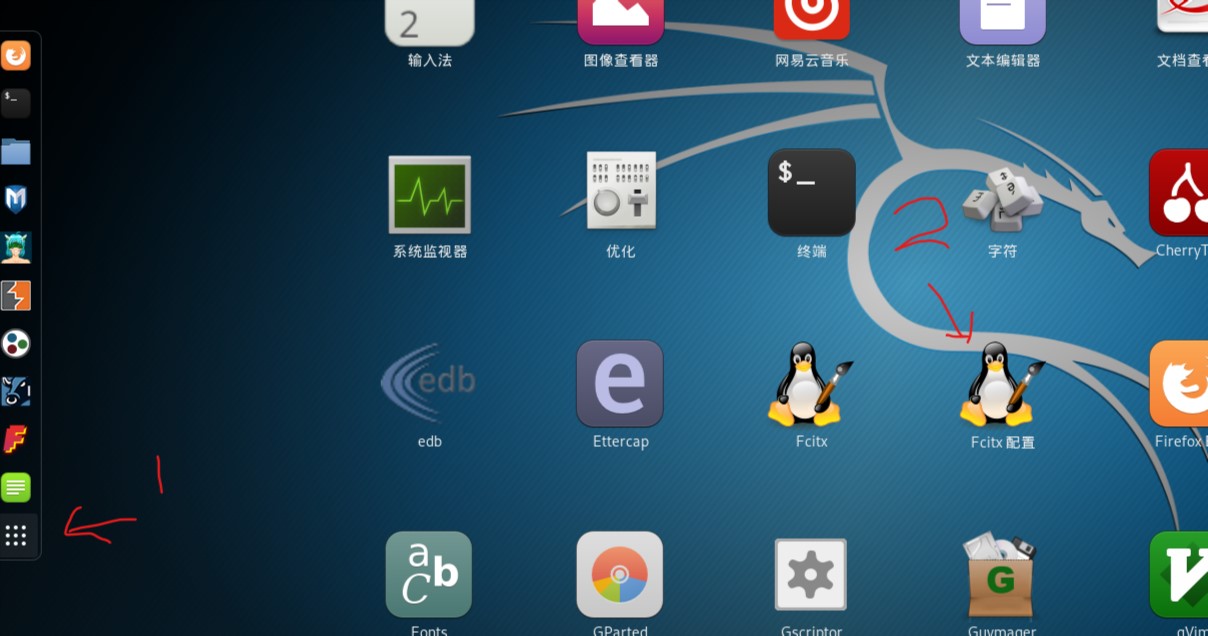 2
输入法 图像查看器 网易云音乐 文本编辑器 文档查看
$_
$_
2
系统监视器 优化 终端 字符 CherryT
edb e
edb Ettercap Fcitx Fcitx 配置 Firefox
1
a b C G
Fonts GParted Gscriptor Guymager gVim